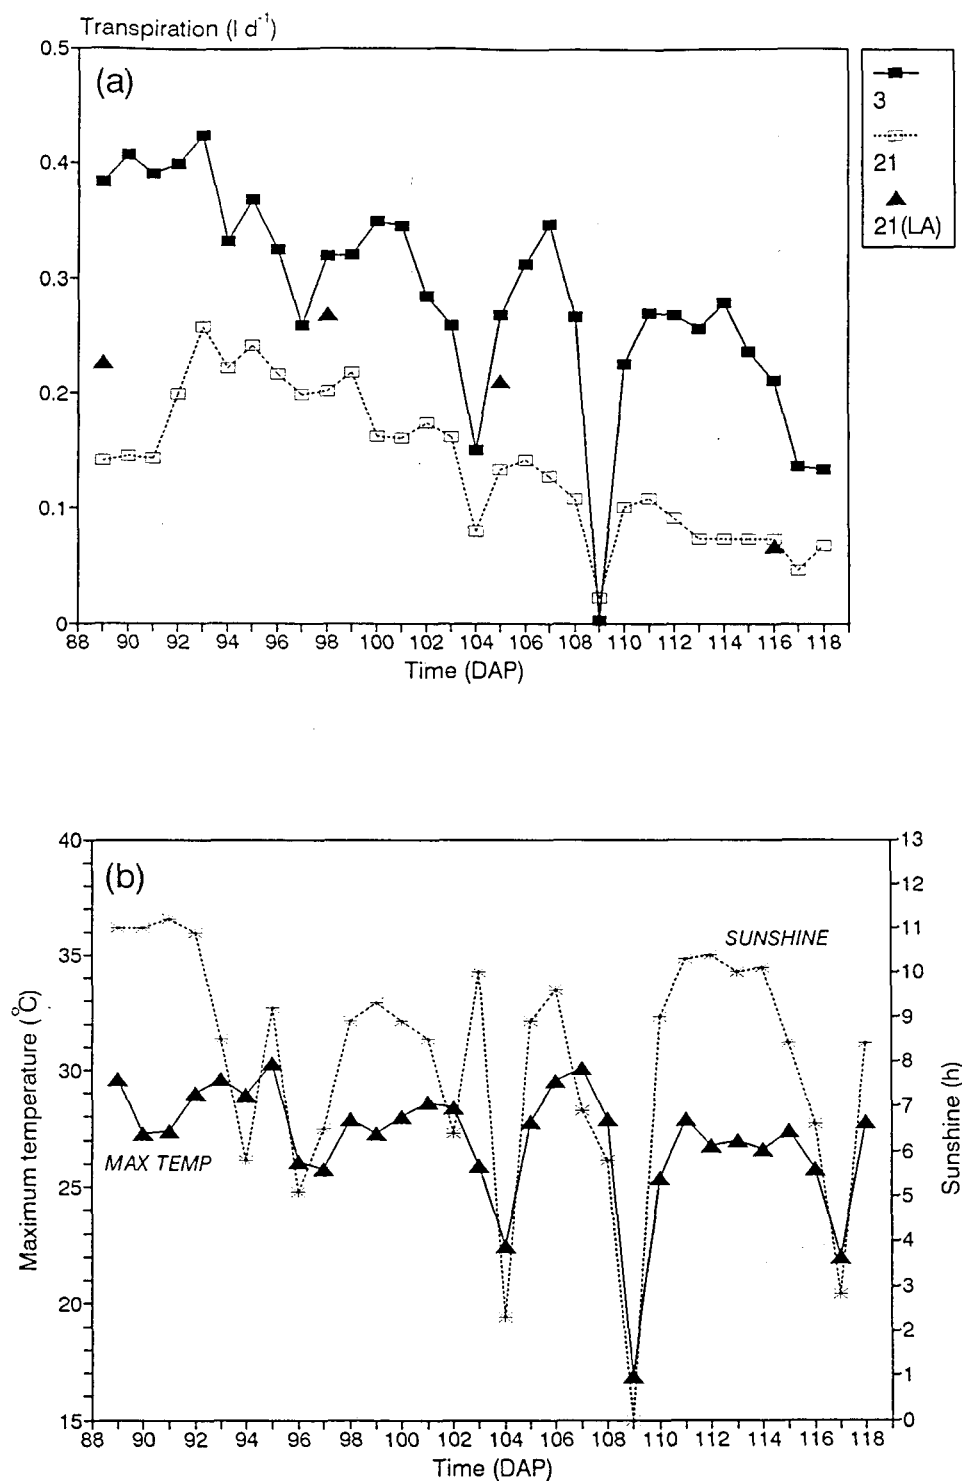 Transpiration (l d⁻¹)
(a)
0.5
0.4
0.3
0.2
0.1
0
88 90 92 94 96 98 100 102 104 106 108 110 112 114 116 118
Time (DAP)
3
21
21(LA)
(b)
40
35
30
25
20
15
Maximum temperature (°C)
SUNSHINE
MAX TEMP
13
12
11
10
9
8
7
6
5
4
3
2
1
0
Sunshine (h)
88 90 92 94 96 98 100 102 104 106 108 110 112 114 116 118
Time (DAP)